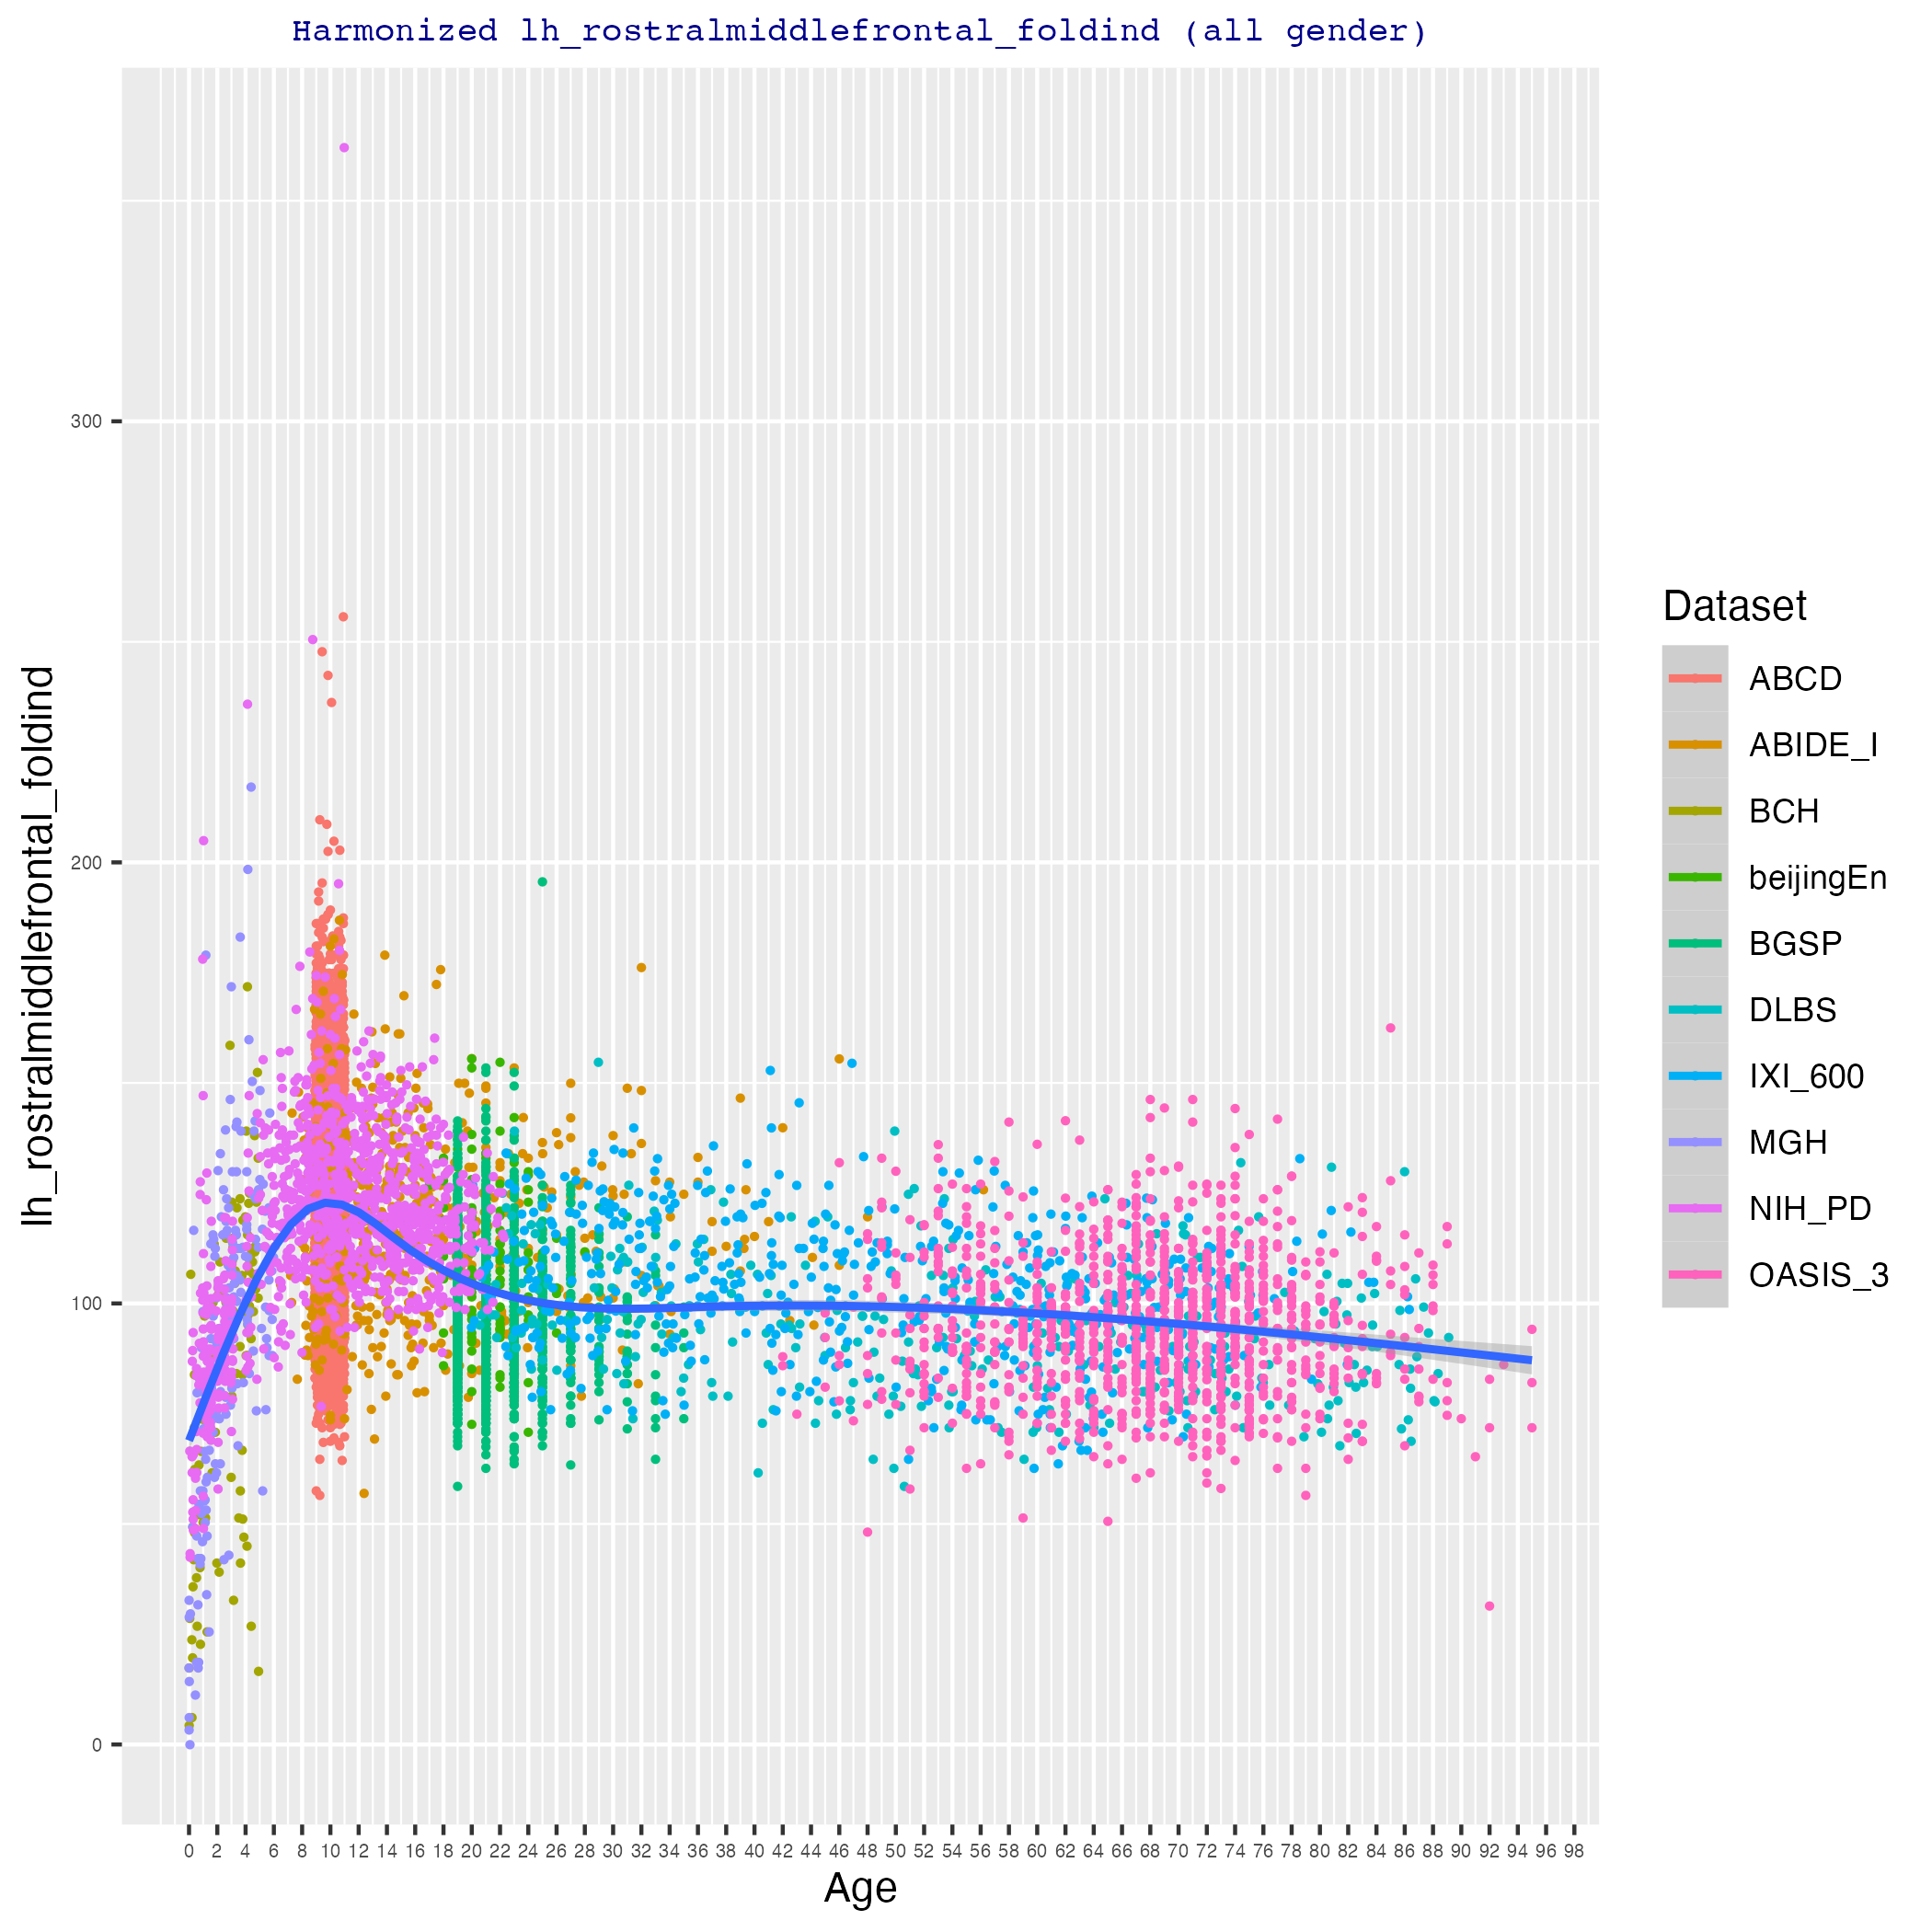 Harmonized lh_rostralmiddlefrontal_foldind (all gender)
lh_rostralmiddlefrontal_foldind
300
200
100
0
0 2 4 6 8 10 12 14 16 18 20 22 24 26 28 30 32 34 36 38 40 42 44 46 48 50 52 54 56 58 60 62 64 66 68 70 72 74 76 78 80 82 84 86 88 90 92 94 96 98
Age
Dataset
ABCD
ABIDE_I
BCH
beijingEn
BGSP
DLBS
IXI_600
MGH
NIH_PD
OASIS_3